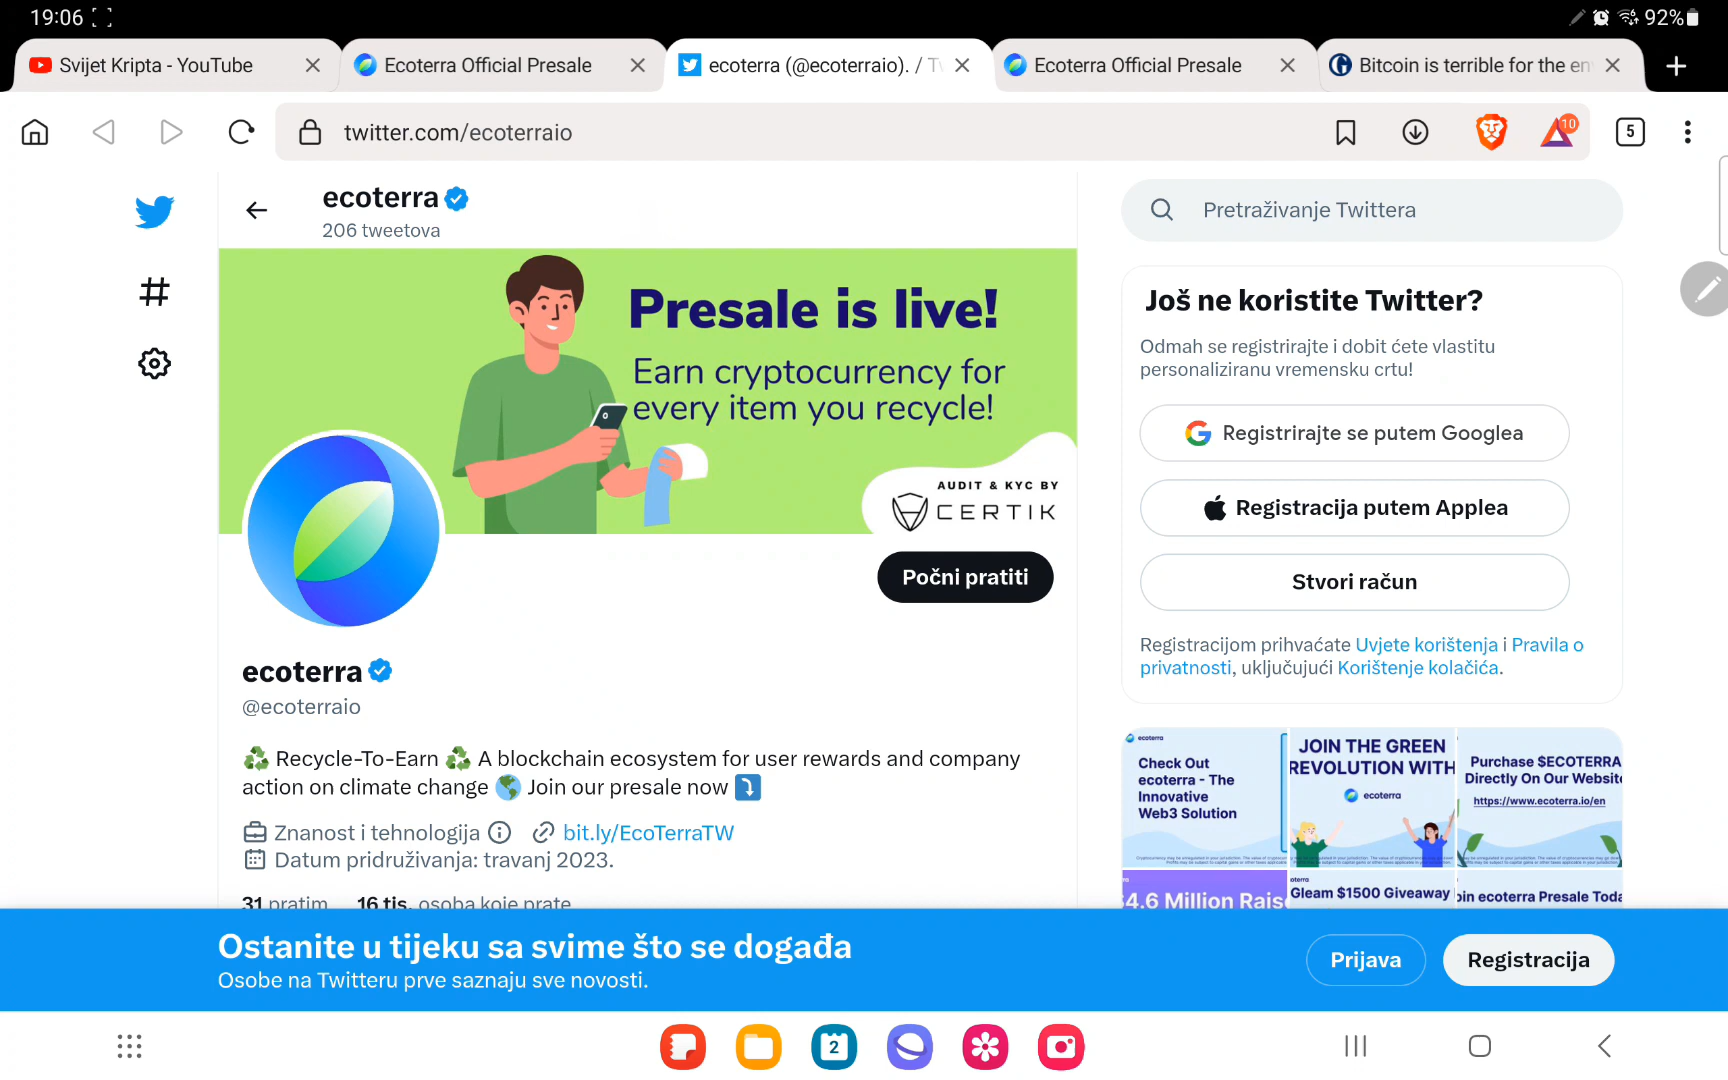 19:06
92%
Svijet Kripta - YouTube
Ecoterra Official Presale
ecoterra (@ecoterraio). / Tw
Ecoterra Official Presale
Bitcoin is terrible for the en
twitter.com/ecoterraio
10
5
ecoterra
206 tweetova
Pretraživanje Twittera
Presale is live!
Earn cryptocurrency for
every item you recycle!
AUDIT & KYC BY
CERTIK
Počni pratiti
ecoterra
@ecoterraio
Recycle-To-Earn A blockchain ecosystem for user rewards and company
action on climate change Join our presale now
Znanost i tehnologija bit.ly/EcoTerraTW
Datum pridruživanja: travanj 2023.
31 pratim 16 tis. osoba koje prate
Još ne koristite Twitter?
Odmah se registrirajte i dobit ćete vlastitu
personaliziranu vremensku crtu!
Registrirajte se putem Googlea
Registracija putem Applea
Stvori račun
Registracijom prihvaćate Uvjete korištenja i Pravila o
privatnosti, uključujući Korištenje kolačića.
ecoterra
Check Out
ecoterra - The
Innovative
Web3 Solution
JOIN THE GREEN
REVOLUTION WITH
ecoterra
Purchase $ECOTERRA
Directly On Our Website
https://www.ecoterra.io/en
4.6 Million Raise
Gleam $1500 Giveaway
oin ecoterra Presale Toda
Ostanite u tijeku sa svime što se događa
Osobe na Twitteru prve saznaju sve novosti.
Prijava
Registracija
2